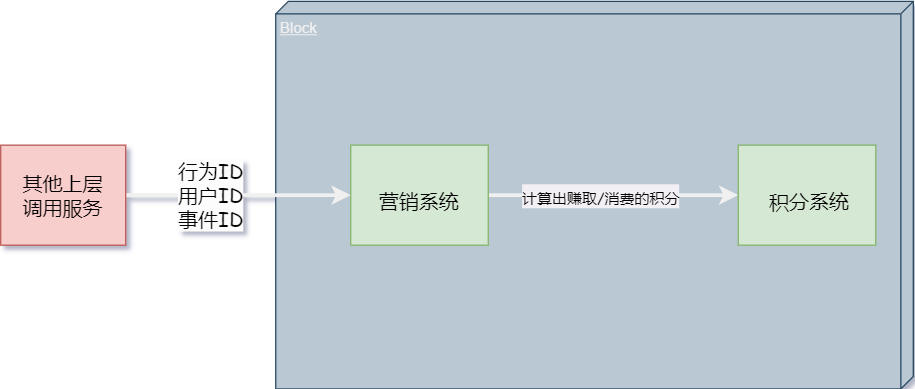 Block
其他上层
调用服务
行为ID
用户ID
事件ID
营销系统
计算出赚取/消费的积分
积分系统